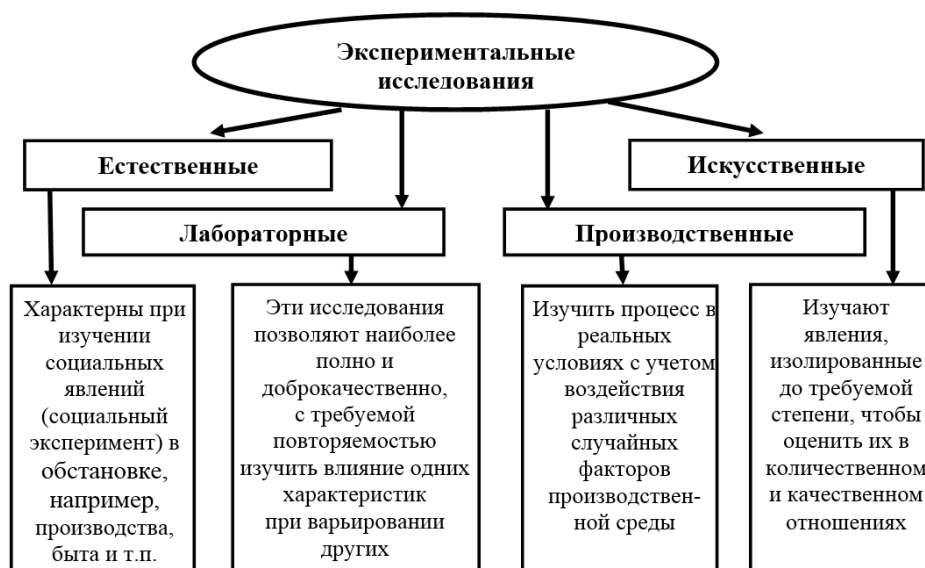 Экспериментальные
исследования
Естественные
Искусственные
Лабораторные
Производственные
Характерны при
изучении
социальных
явлений
(социальный
эксперимент) в
обстановке,
например,
производства,
быта и т.п.
Эти исследования
позволяют наиболее
полно и
доброкачественно,
с требуемой
повторяемостью
изучить влияние одних
характеристик
при варьировании
других
Изучить процесс в
реальных
условиях с учетом
воздействия
различных
случайных
факторов
производствен-
ной среды
Изучают
явления,
изолированные
до требуемой
степени, чтобы
оценить их в
количественном
и качественном
отношениях